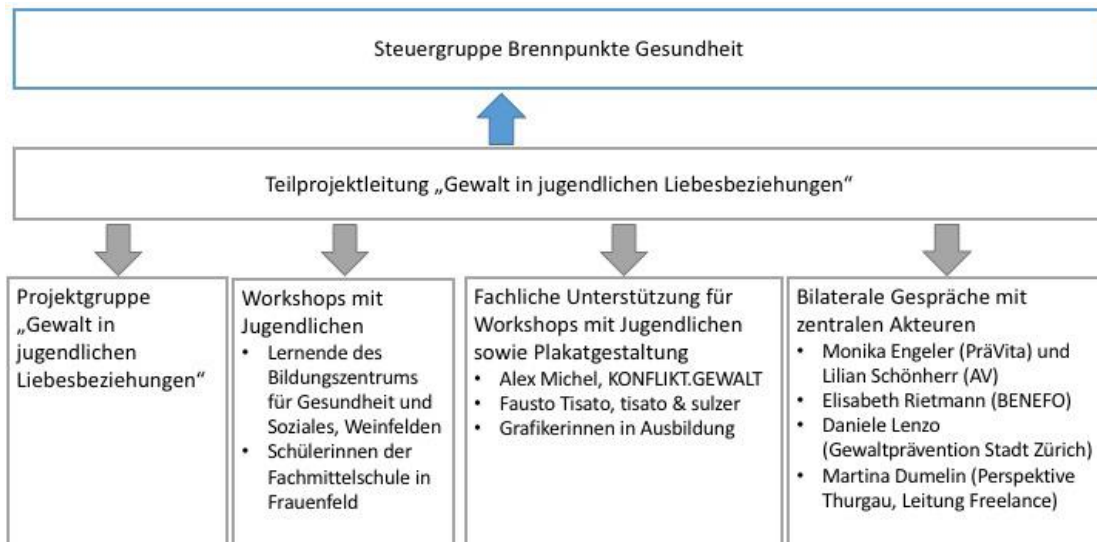 Steuergruppe Brennpunkte Gesundheit
Teilprojektleitung „Gewalt in jugendlichen Liebesbeziehungen“
Projektgruppe
„Gewalt in
jugendlichen
Liebesbeziehungen“
Workshops mit
Jugendlichen
• Lernende des
Bildungszentrums
für Gesundheit und
Soziales, Weinfelden
• Schülerinnen der
Fachmittelschule in
Frauenfeld
Fachliche Unterstützung für
Workshops mit Jugendlichen
sowie Plakatgestaltung
• Alex Michel, KONFLIKT.GEWALT
• Fausto Tisato, tisato & sulzer
• Grafikerinnen in Ausbildung
Bilaterale Gespräche mit
zentralen Akteuren
• Monika Engeler (PräVita) und
Lilian Schönherr (AV)
• Elisabeth Rietmann (BENEFO)
• Daniele Lenzo
(Gewaltprävention Stadt Zürich)
• Martina Dumelin (Perspektive
Thurgau, Leitung Freelance)